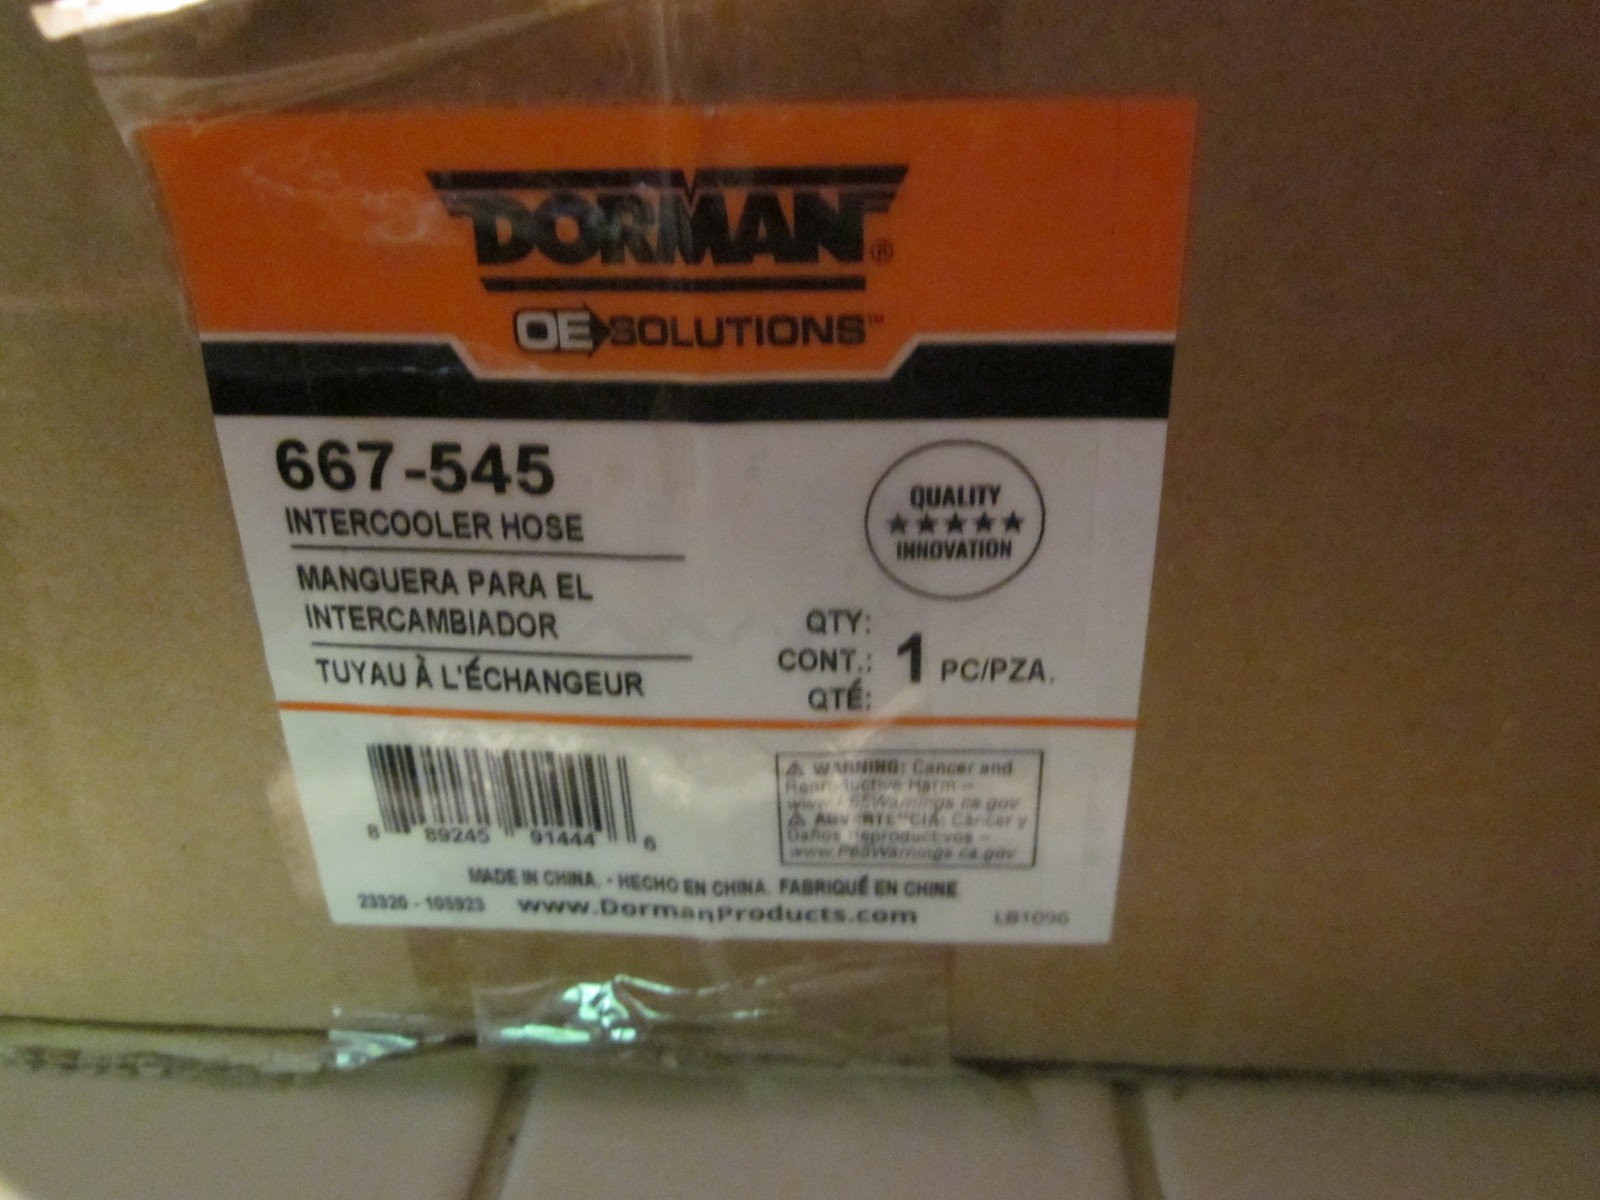 DORMAN®
OE SOLUTIONS™
667-545
INTERCOOLER HOSE
MANGUERA PARA EL
INTERCAMBIADOR
TUYAU À L'ÉCHANGEUR
QUALITY
INNOVATION
QTY:
CONT.: 1 PC/PZA.
QTÉ:
8 89245 91444 6
⚠ WARNING: Cancer and
Reproductive Harm –
www.P65Warnings.ca.gov
⚠ ADVERTENCIA: Cáncer y
Daños Reproductivos –
www.P65Warnings.ca.gov
MADE IN CHINA. • HECHO EN CHINA. FABRIQUÉ EN CHINE
23320 - 105923 www.DormanProducts.com LB1096